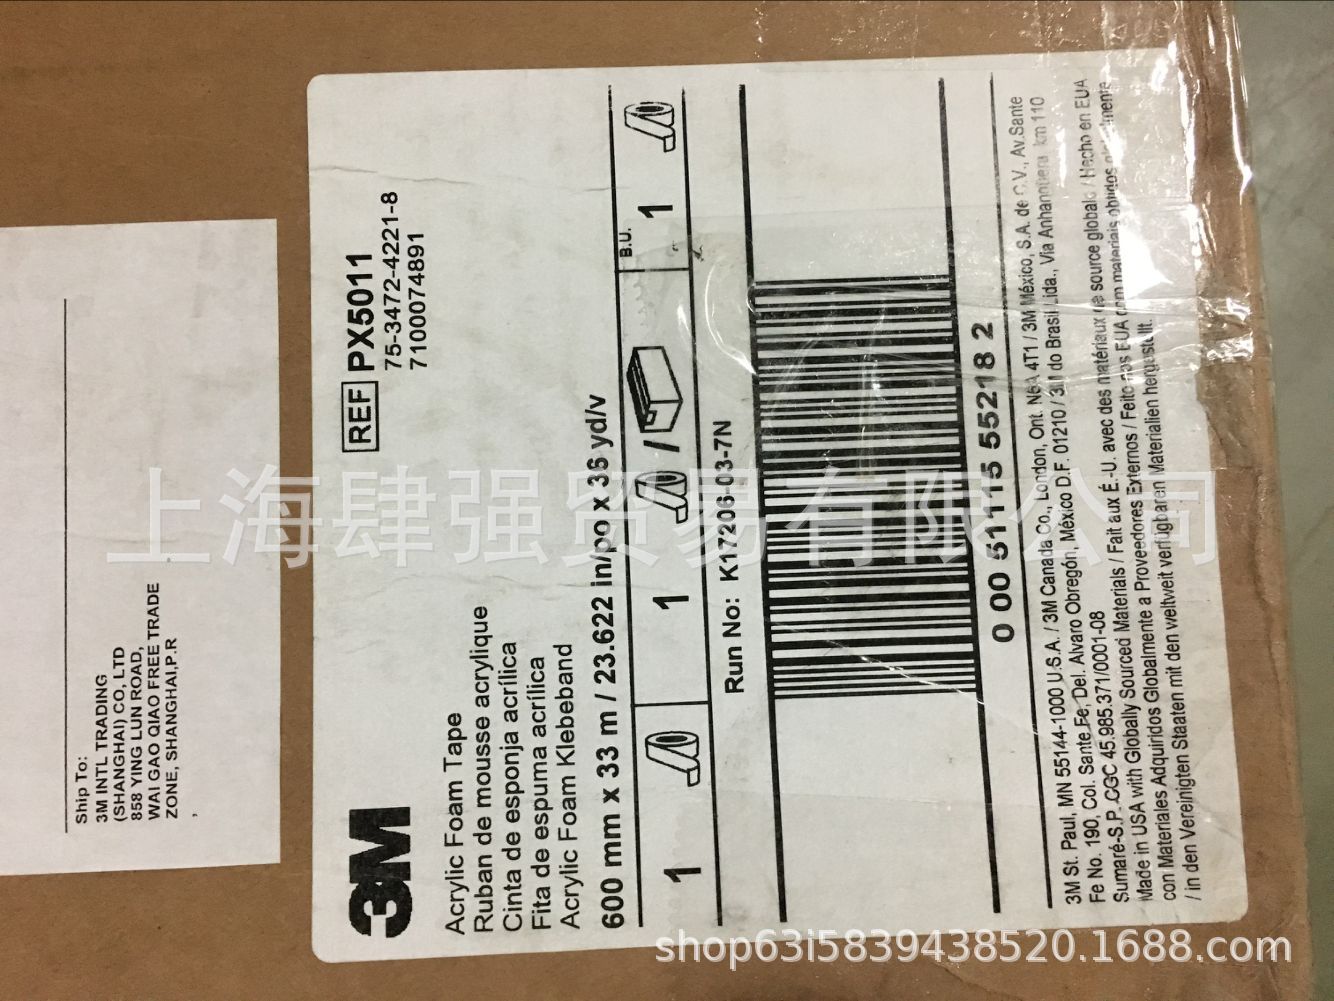 Ship To:
3M INTL TRADING
(SHANGHAI) CO, LTD
858 YING LUN ROAD,
WAI GAO QIAO FREE TRADE
ZONE, SHANGHAI,P.R
,
3M
REF PX5011
75-3472-4221-8
7100074891
Acrylic Foam Tape
Ruban de mousse acrylique
Cinta de esponja acrílica
Fita de espuma acrílica
Acrylic Foam Klebeband
600 mm x 33 m / 23.622 in/po x 36 yd/v
1 1 / B.U. 1
Run No: K17206-03-7N
0 00 51115 55218 2
3M St. Paul, MN 55144-1000 U.S.A. / 3M Canada Co., London, Ont. N6A 4T1 / 3M México, S.A. de C.V., Av.Sante
Fe No. 190, Col. Sante Fe, Del. Alvaro Obregón, México D.F. 01210 / 3M do Brasil Ltda., Via Anhanguera km 110
Sumaré-S.P. CGC 45.985.371/0001-08
Made in USA with Globally Sourced Materials / Fait aux É.-U. avec des matériaux de source globale / Hecho en EUA
con Materiales Adquiridos Globalmente a Proveedores Externos / Feito nos EUA com materiais obtidos globalmente
/ in den Vereinigten Staaten mit den weltweit verfügbaren Materialien hergestellt.
上海肆强贸易有限公司
shop63i5839438520.1688.com